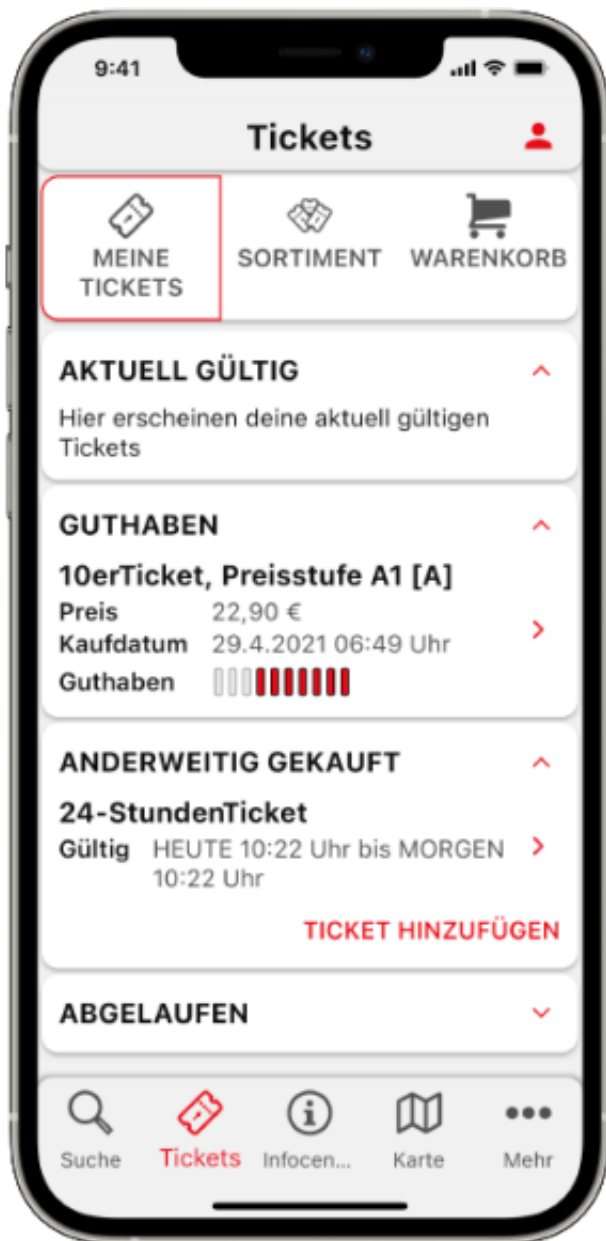 9:41
Tickets
MEINE TICKETS
SORTIMENT
WARENKORB
AKTUELL GÜLTIG
Hier erscheinen deine aktuell gültigen
Tickets
GUTHABEN
10erTicket, Preisstufe A1 [A]
Preis 22,90 €
Kaufdatum 29.4.2021 06:49 Uhr
Guthaben
ANDERWEITIG GEKAUFT
24-StundenTicket
Gültig HEUTE 10:22 Uhr bis MORGEN
10:22 Uhr
TICKET HINZUFÜGEN
ABGELAUFEN
Suche Tickets Infocen... Karte Mehr